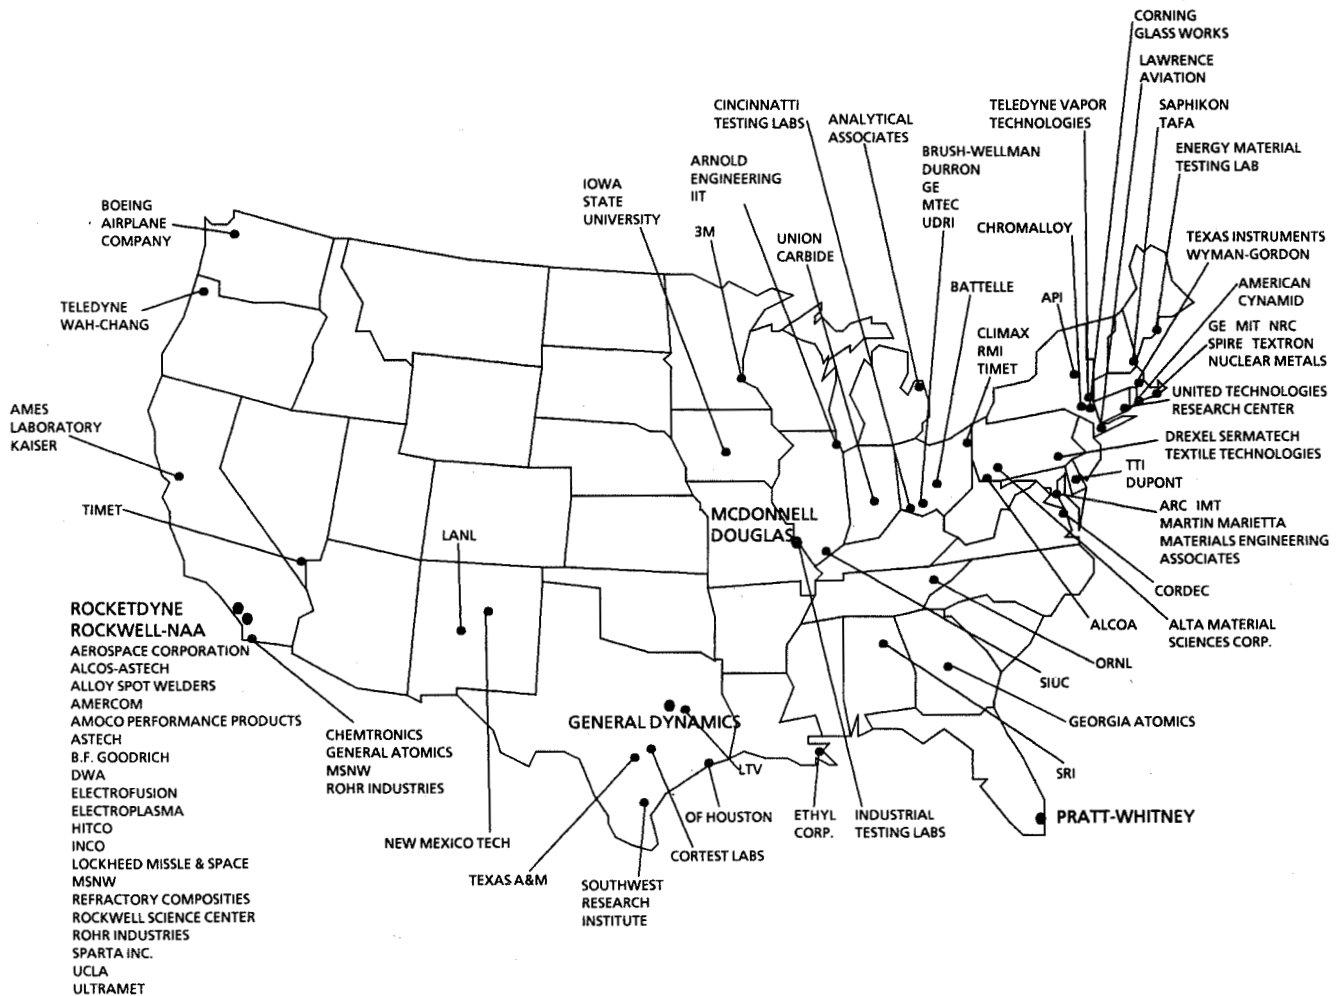 CORNING
GLASS WORKS
LAWRENCE
AVIATION
CINCINNATTI
TESTING LABS
ANALYTICAL
ASSOCIATES
TELEDYNE VAPOR
TECHNOLOGIES
SAPHIKON
TAFA
BRUSH-WELLMAN
DURRON
GE
MTEC
UDRI
ENERGY MATERIAL
TESTING LAB
ARNOLD
ENGINEERING
IIT
IOWA
STATE
UNIVERSITY
3M
UNION
CARBIDE
CHROMALLOY
TEXAS INSTRUMENTS
WYMAN-GORDON
BOEING
AIRPLANE
COMPANY
BATTELLE
API
AMERICAN
CYNAMID
TELEDYNE
WAH-CHANG
CLIMAX
RMI
TIMET
GE MIT NRC
SPIRE TEXTRON
NUCLEAR METALS
UNITED TECHNOLOGIES
RESEARCH CENTER
AMES
LABORATORY
KAISER
DREXEL SERMATECH
TEXTILE TECHNOLOGIES
TTI
DUPONT
TIMET
LANL
MCDONNELL
DOUGLAS
ARC IMT
MARTIN MARIETTA
MATERIALS ENGINEERING
ASSOCIATES
CORDEC
ALCOA
ALTA MATERIAL
SCIENCES CORP.
ORNL
SIUC
GEORGIA ATOMICS
SRI
ROCKETDYNE
ROCKWELL-NAA
AEROSPACE CORPORATION
ALCOS-ASTECH
ALLOY SPOT WELDERS
AMERCOM
AMOCO PERFORMANCE PRODUCTS
ASTECH
B.F. GOODRICH
DWA
ELECTROFUSION
ELECTROPLASMA
HITCO
INCO
LOCKHEED MISSLE & SPACE
MSNW
REFRACTORY COMPOSITIES
ROCKWELL SCIENCE CENTER
ROHR INDUSTRIES
SPARTA INC.
UCLA
ULTRAMET
CHEMTRONICS
GENERAL ATOMICS
MSNW
ROHR INDUSTRIES
GENERAL DYNAMICS
LTV
NEW MEXICO TECH
TEXAS A&M
SOUTHWEST
RESEARCH
INSTITUTE
CORTEST LABS
OF HOUSTON
ETHYL
CORP.
INDUSTRIAL
TESTING LABS
PRATT-WHITNEY